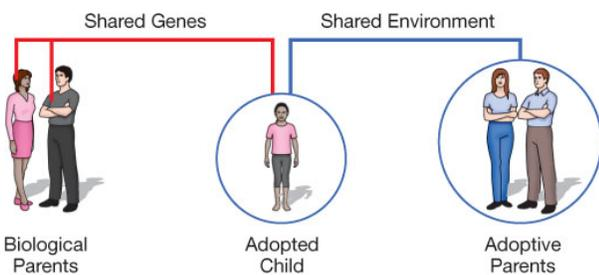 Shared Genes
Shared Environment
Biological
Parents
Adopted
Child
Adoptive
Parents